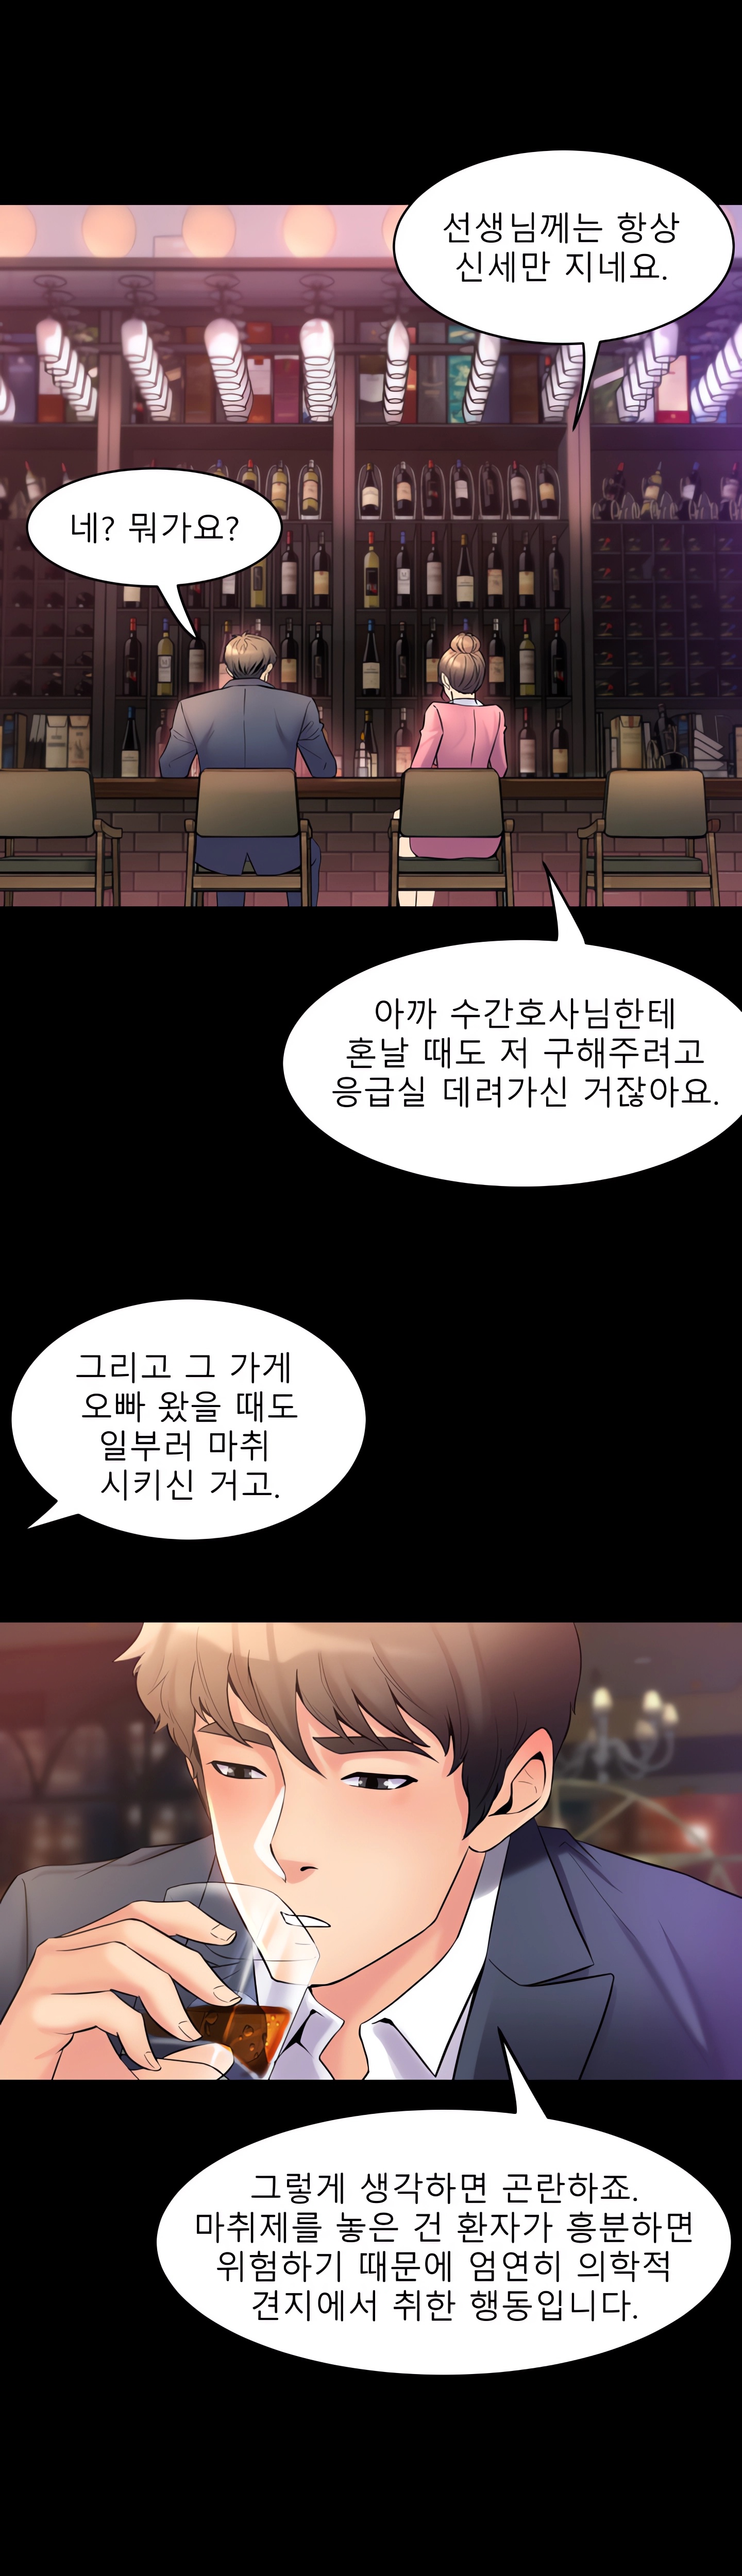 선생님께는 항상
신세만 지네요.
네? 뭐가요?
아까 수간호사님한테
혼날 때도 저 구해주려고
응급실 데려가신 거잖아요.
그리고 그 가게
오빠 왔을 때도
일부러 마취
시키신 거고.
그렇게 생각하면 곤란하죠.
마취제를 놓은 건 환자가 흥분하면
위험하기 때문에 엄연히 의학적
견지에서 취한 행동입니다.